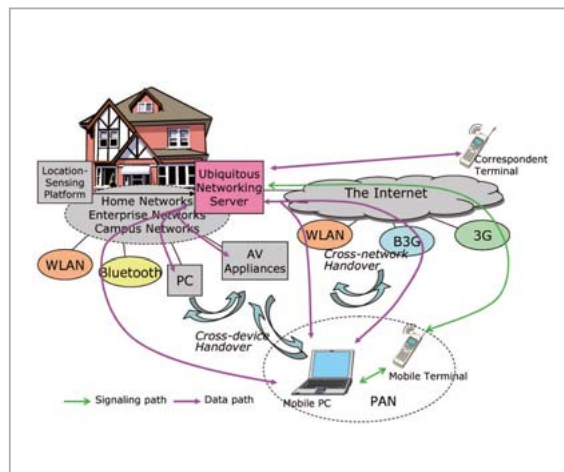 Location-
Sensing
Platform
Ubiquitous
Networking
Server
Correspondent
Terminal
Home Networks
Enterprise Networks
Campus Networks
The Internet
WLAN
Bluetooth
PC
AV
Appliances
WLAN
B3G
3G
Cross-network
Handover
Cross-device
Handover
Mobile Terminal
Mobile PC
PAN
Signaling path
Data path